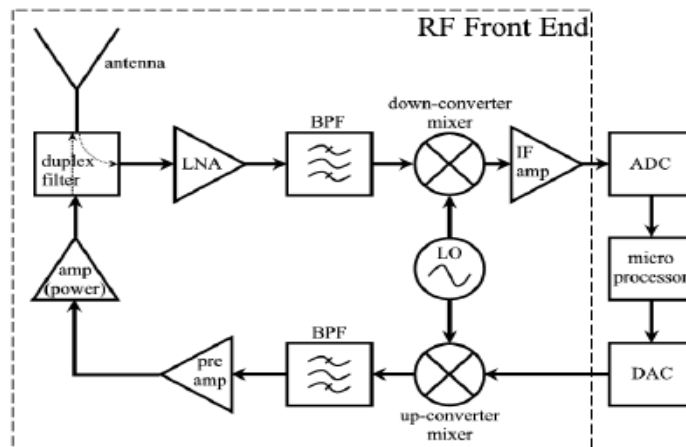 RF Front End
antenna
duplex
filter
LNA
BPF
down-converter
mixer
IF
amp
ADC
LO
micro
processor
amp
(power)
pre
amp
BPF
up-converter
mixer
DAC